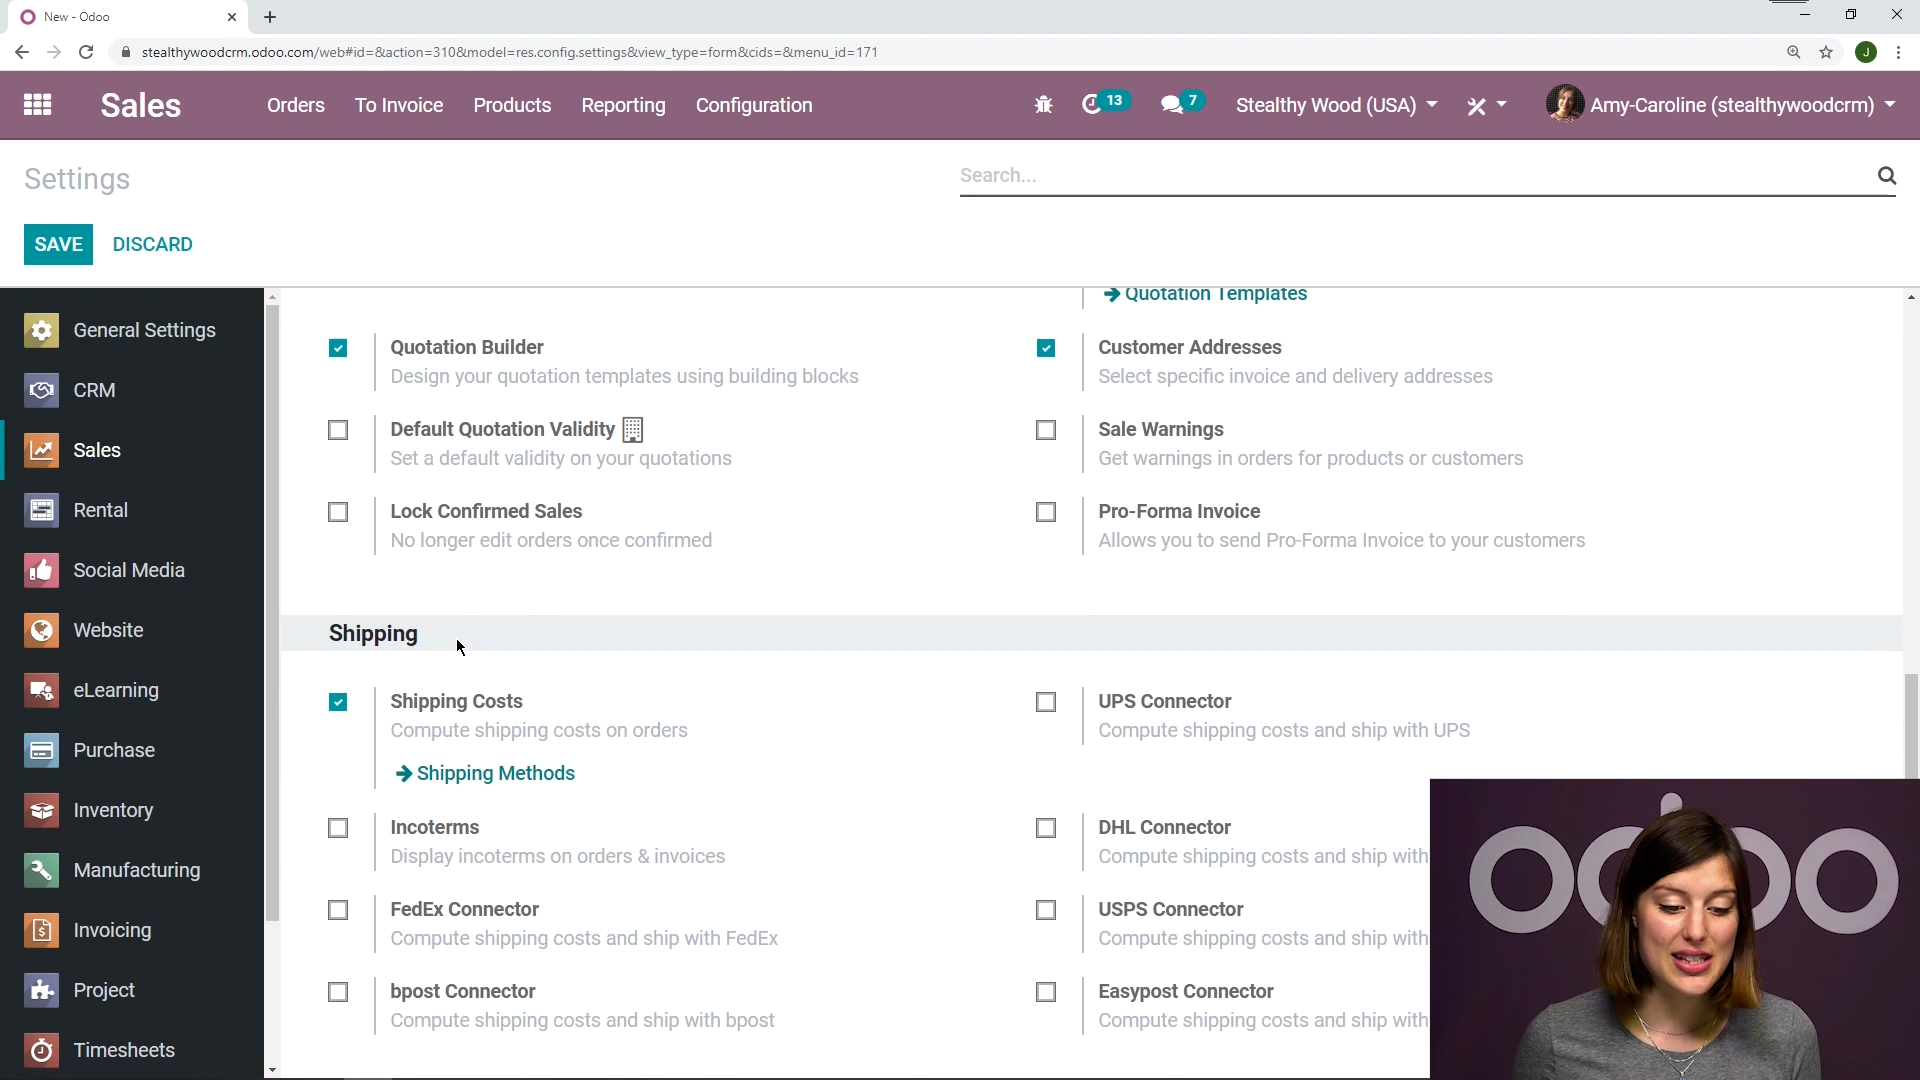 New - Odoo
stealthywoodcrm.odoo.com/web#id=&action=310&model=res.config.settings&view_type=form&cids=&menu_id=171
J
Sales
Orders
To Invoice
Products
Reporting
Configuration
13
7
Stealthy Wood (USA)
Amy-Caroline (stealthywoodcrm)
Settings
Search...
SAVE
DISCARD
General Settings
CRM
Sales
Rental
Social Media
Website
eLearning
Purchase
Inventory
Manufacturing
Invoicing
Project
Timesheets
Quotation Templates
Quotation Builder
Design your quotation templates using building blocks
Customer Addresses
Select specific invoice and delivery addresses
Default Quotation Validity
Set a default validity on your quotations
Sale Warnings
Get warnings in orders for products or customers
Lock Confirmed Sales
No longer edit orders once confirmed
Pro-Forma Invoice
Allows you to send Pro-Forma Invoice to your customers
Shipping
Shipping Costs
Compute shipping costs on orders
Shipping Methods
UPS Connector
Compute shipping costs and ship with UPS
Incoterms
Display incoterms on orders & invoices
DHL Connector
Compute shipping costs and ship with
FedEx Connector
Compute shipping costs and ship with FedEx
USPS Connector
Compute shipping costs and ship with
bpost Connector
Compute shipping costs and ship with bpost
Easypost Connector
Compute shipping costs and ship with
odoo